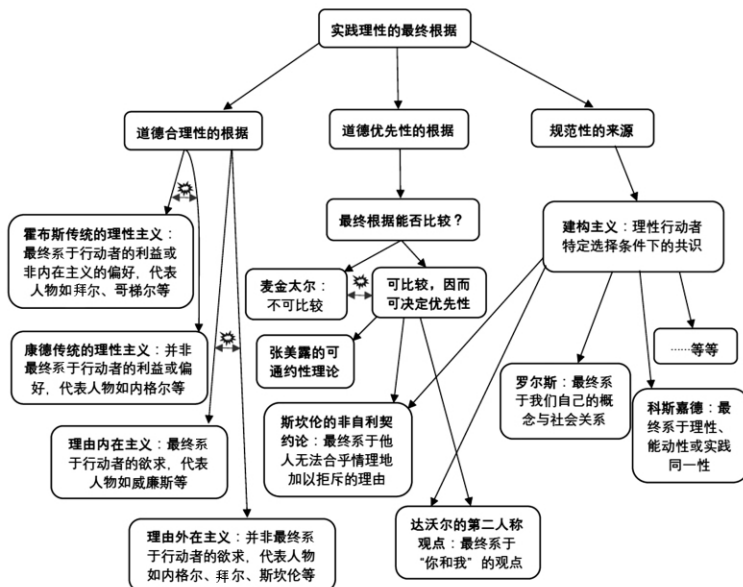 实践理性的最终根据
道德合理性的根据
道德优先性的根据
规范性的来源
最终根据能否比较？
霍布斯传统的理性主义：
最终系于行动者的利益或
非内在主义的偏好，代表
人物如拜尔、哥梯尔等
建构主义：理性行动者
特定选择条件下的共识
麦金太尔：
不可比较
可比较，因而
可决定优先性
康德传统的理性主义：并非
最终系于行动者的利益或偏
好，代表人物如内格尔等
张美露的可
通约性理论
……等等
罗尔斯：最终系
于我们自己的概
念与社会关系
科斯嘉德：最
终系于理性、
能动性或实践
同一性
理由内在主义：最终系
于行动者的欲求，代表
人物如威廉斯等
斯坎伦的非自利契
约论：最终系于他
人无法合乎情理地
加以拒斥的理由
理由外在主义：并非最终系
于行动者的欲求，代表人物
如内格尔、拜尔、斯坎伦等
达沃尔的第二人称
观点：最终系于
“你和我”的观点